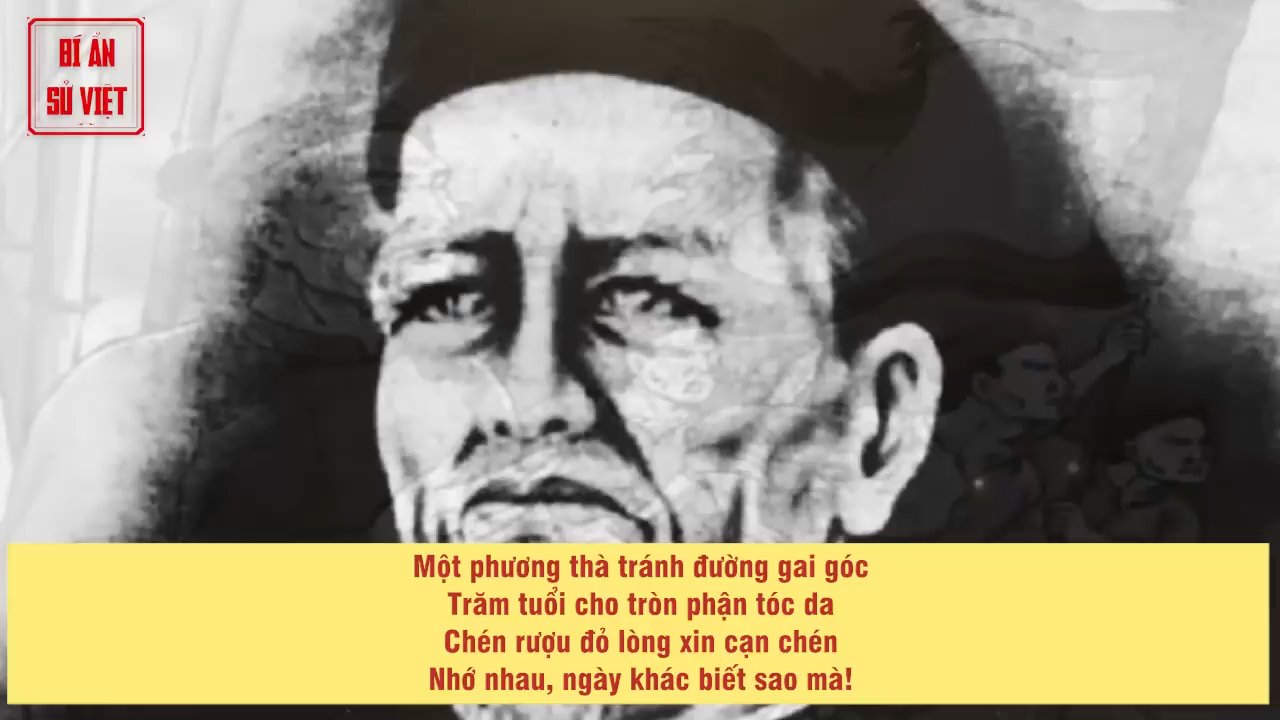 BÍ ẨN
SỬ VIỆT
Một phương thà tránh đường gai góc
Trăm tuổi cho tròn phận tóc da
Chén rượu đỏ lòng xin cạn chén
Nhớ nhau, ngày khác biết sao mà!